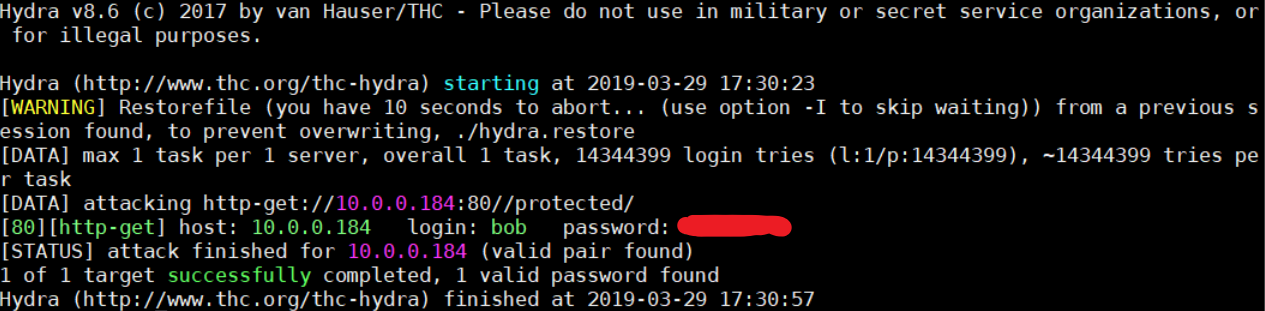 Hydra v8.6 (c) 2017 by van Hauser/THC - Please do not use in military or secret service organizations, or
 for illegal purposes.
Hydra (http://www.thc.org/thc-hydra) starting at 2019-03-29 17:30:23
[WARNING] Restorefile (you have 10 seconds to abort... (use option -I to skip waiting)) from a previous s
ession found, to prevent overwriting, ./hydra.restore
[DATA] max 1 task per 1 server, overall 1 task, 14344399 login tries (l:1/p:14344399), ~14344399 tries pe
r task
[DATA] attacking http-get://10.0.0.184:80//protected/
[80][http-get] host: 10.0.0.184   login: bob   password:
[STATUS] attack finished for 10.0.0.184 (valid pair found)
1 of 1 target successfully completed, 1 valid password found
Hydra (http://www.thc.org/thc-hydra) finished at 2019-03-29 17:30:57